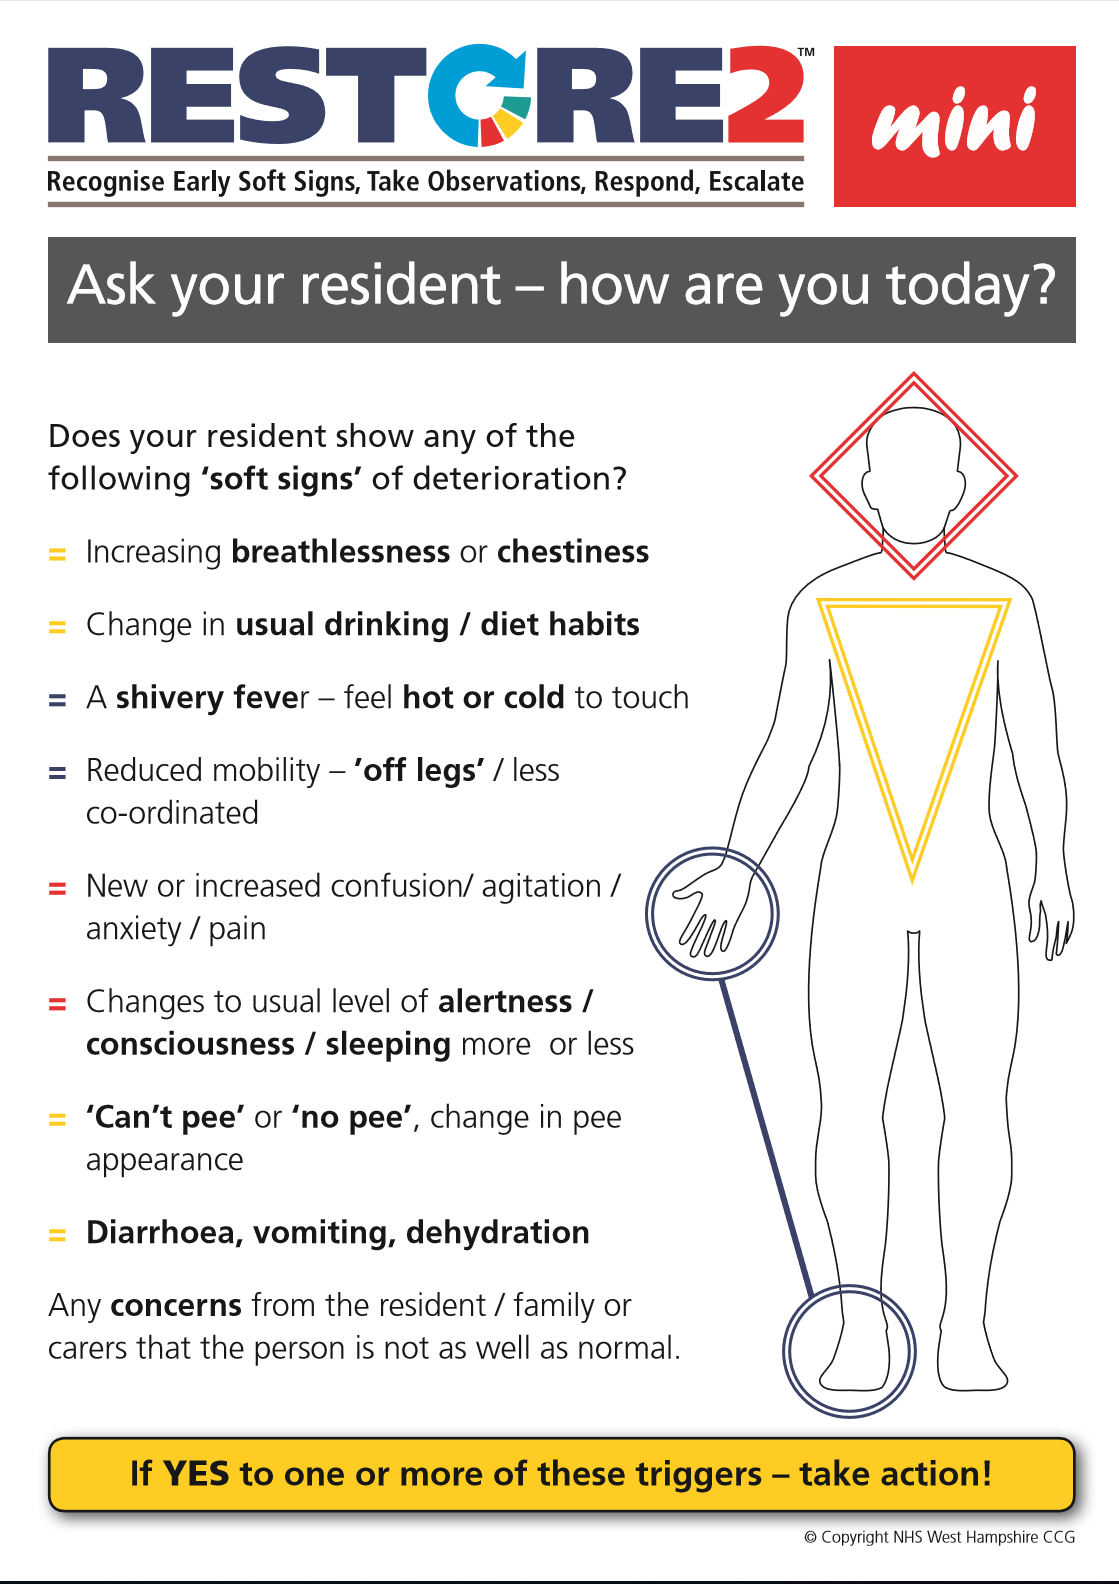 RESTORE2™
mini
Recognise Early Soft Signs, Take Observations, Respond, Escalate
Ask your resident – how are you today?
Does your resident show any of the
following ‘soft signs’ of deterioration?
= Increasing breathlessness or chestiness
= Change in usual drinking / diet habits
= A shivery fever – feel hot or cold to touch
= Reduced mobility – ’off legs’ / less
co-ordinated
= New or increased confusion/ agitation /
anxiety / pain
= Changes to usual level of alertness /
consciousness / sleeping more  or less
= ‘Can’t pee’ or ‘no pee’, change in pee
appearance
= Diarrhoea, vomiting, dehydration
Any concerns from the resident / family or
carers that the person is not as well as normal.
If YES to one or more of these triggers – take action!
© Copyright NHS West Hampshire CCG